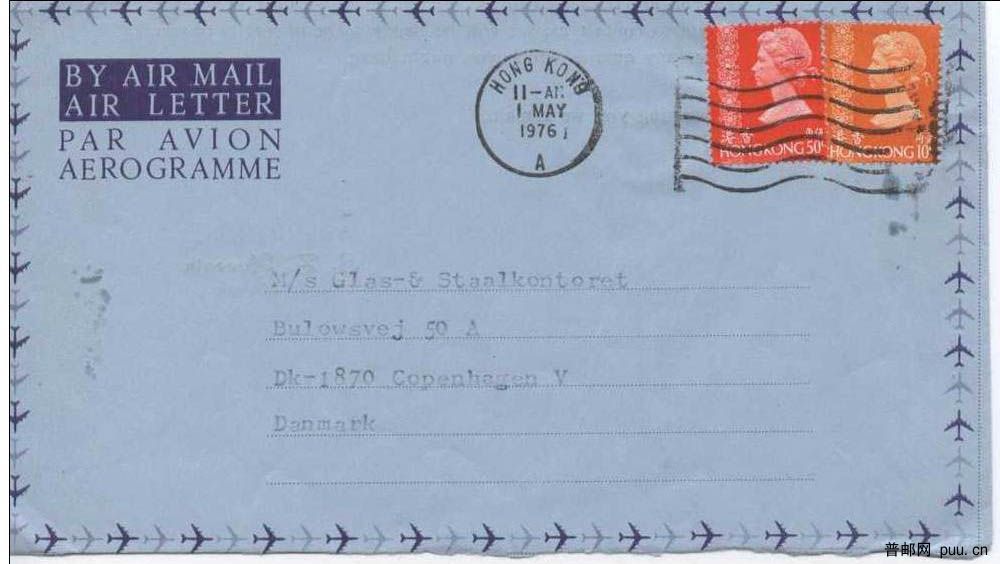 BY AIR MAIL
AIR LETTER
PAR AVION
AEROGRAMME
HONG KONG
11-AM
1 MAY
1976
A
HONG KONG 50c
HONG KONG 10c
M/s Glas-& Staalkontoret
Bulowsvej 50 A
Dk-1870 Copenhagen V
Danmark
普邮网 puu.cn